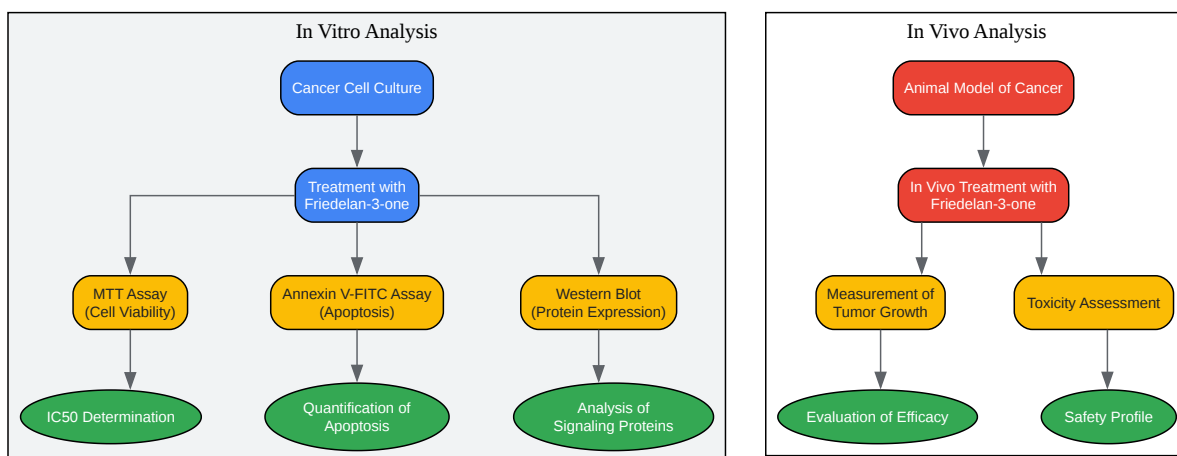 In Vitro Analysis
Cancer Cell Culture
Treatment with
Friedelan-3-one
MTT Assay
(Cell Viability)
Annexin V-FITC Assay
(Apoptosis)
Western Blot
(Protein Expression)
IC50 Determination
Quantification of
Apoptosis
Analysis of
Signaling Proteins
In Vivo Analysis
Animal Model of Cancer
In Vivo Treatment with
Friedelan-3-one
Measurement of
Tumor Growth
Toxicity Assessment
Evaluation of Efficacy
Safety Profile